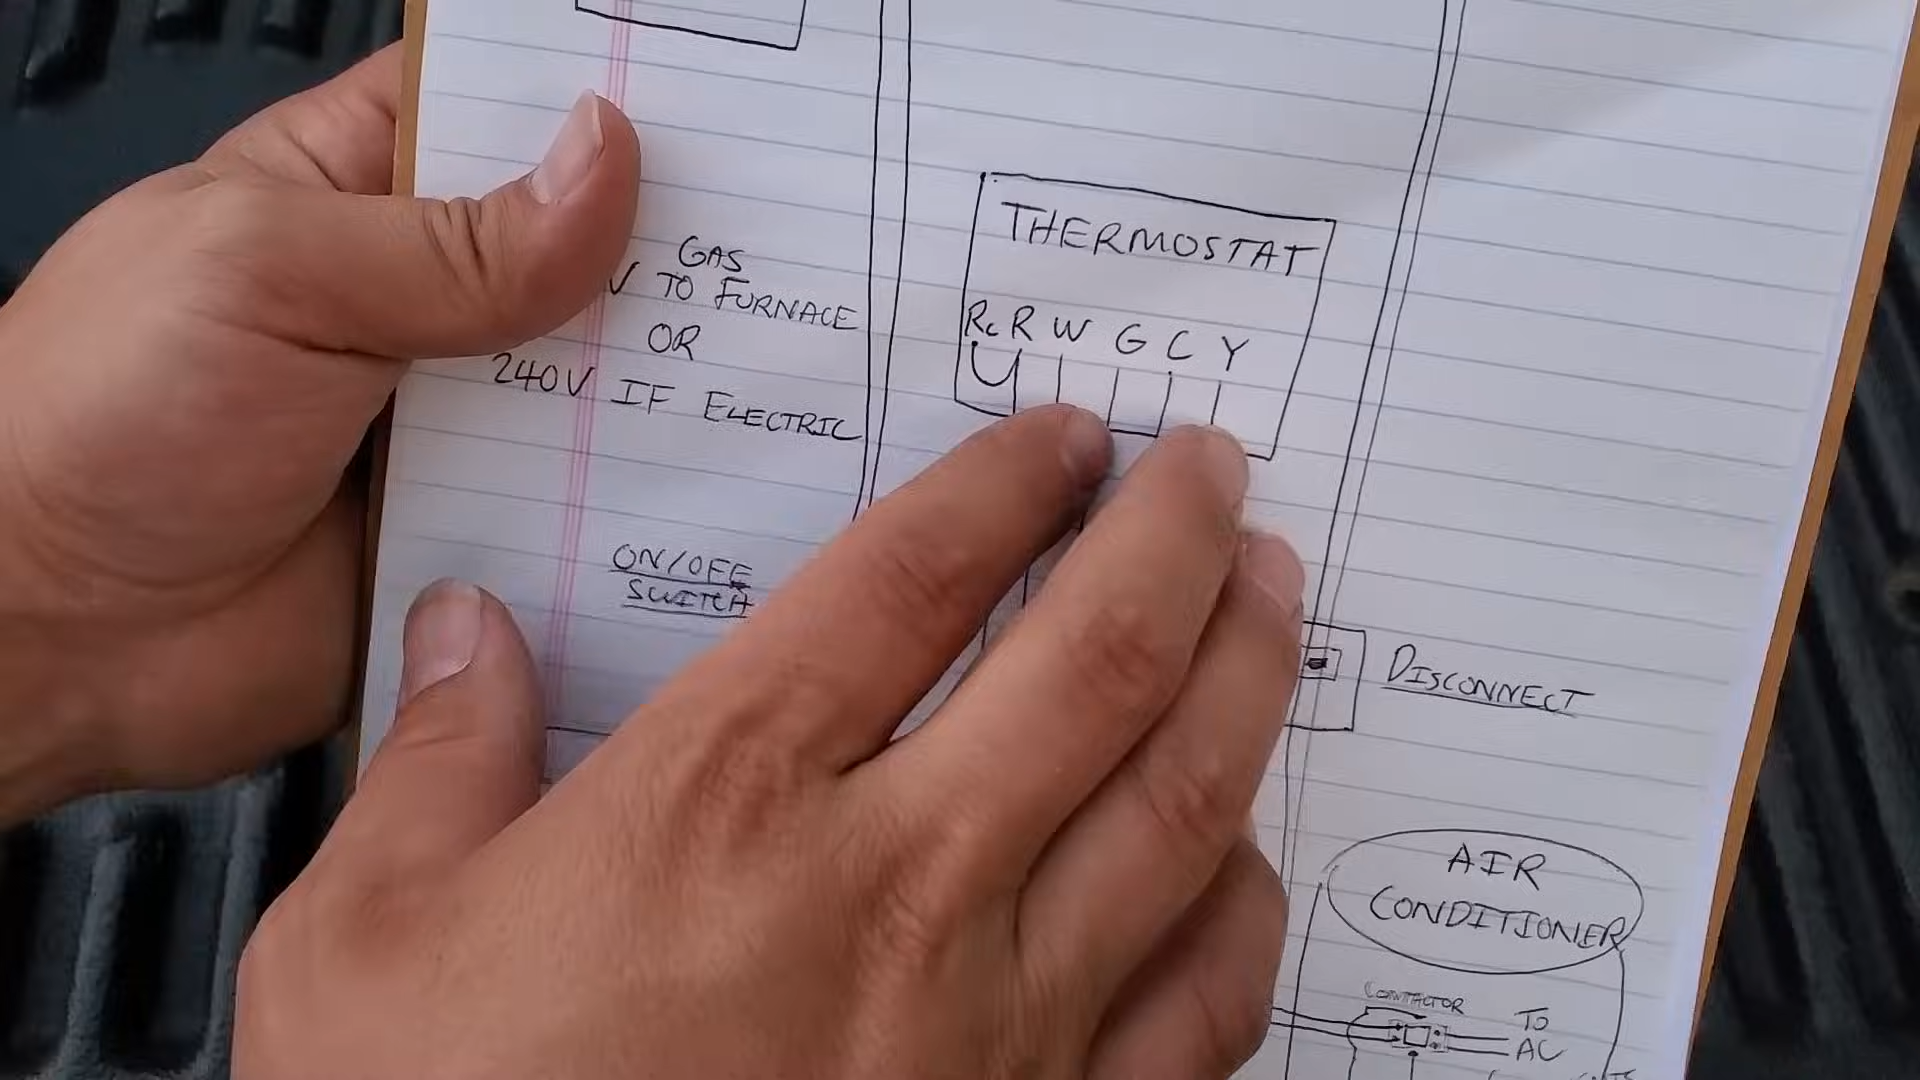 THERMOSTAT
Rc R W G C Y
GAS
V TO FURNACE
OR
240V IF ELECTRIC
ON/OFF
SWITCH
DISCONNECT
AIR
CONDITIONER
CONTACTOR
TO
AC